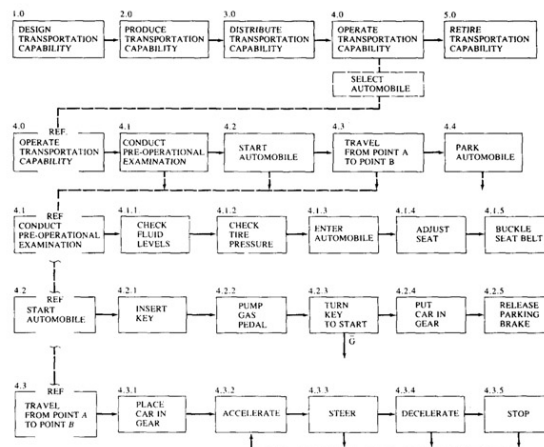 1.0
DESIGN
TRANSPORTATION
CAPABILITY
2.0
PRODUCE
TRANSPORTATION
CAPABILITY
3.0
DISTRIBUTE
TRANSPORTATION
CAPABILITY
4.0
OPERATE
TRANSPORTATION
CAPABILITY
5.0
RETIRE
TRANSPORTATION
CAPABILITY
SELECT
AUTOMOBILE
4.0
REF.
OPERATE
TRANSPORTATION
CAPABILITY
4.1
CONDUCT
PRE-OPERATIONAL
EXAMINATION
4.2
START
AUTOMOBILE
4.3
TRAVEL
FROM POINT A
TO POINT B
4.4
PARK
AUTOMOBILE
4.1
REF
CONDUCT
PRE-OPERATIONAL
EXAMINATION
4.1.1
CHECK
FLUID
LEVELS
4.1.2
CHECK
TIRE
PRESSURE
4.1.3
ENTER
AUTOMOBILE
4.1.4
ADJUST
SEAT
4.1.5
BUCKLE
SEAT BELT
4.2
REF
START
AUTOMOBILE
4.2.1
INSERT
KEY
4.2.2
PUMP
GAS
PEDAL
4.2.3
TURN
KEY
TO START
G
4.2.4
PUT
CAR IN
GEAR
4.2.5
RELEASE
PARKING
BRAKE
4.3
REF
TRAVEL
FROM POINT A
TO POINT B
4.3.1
PLACE
CAR IN
GEAR
4.3.2
ACCELERATE
4.3.3
STEER
4.3.4
DECELERATE
4.3.5
STOP